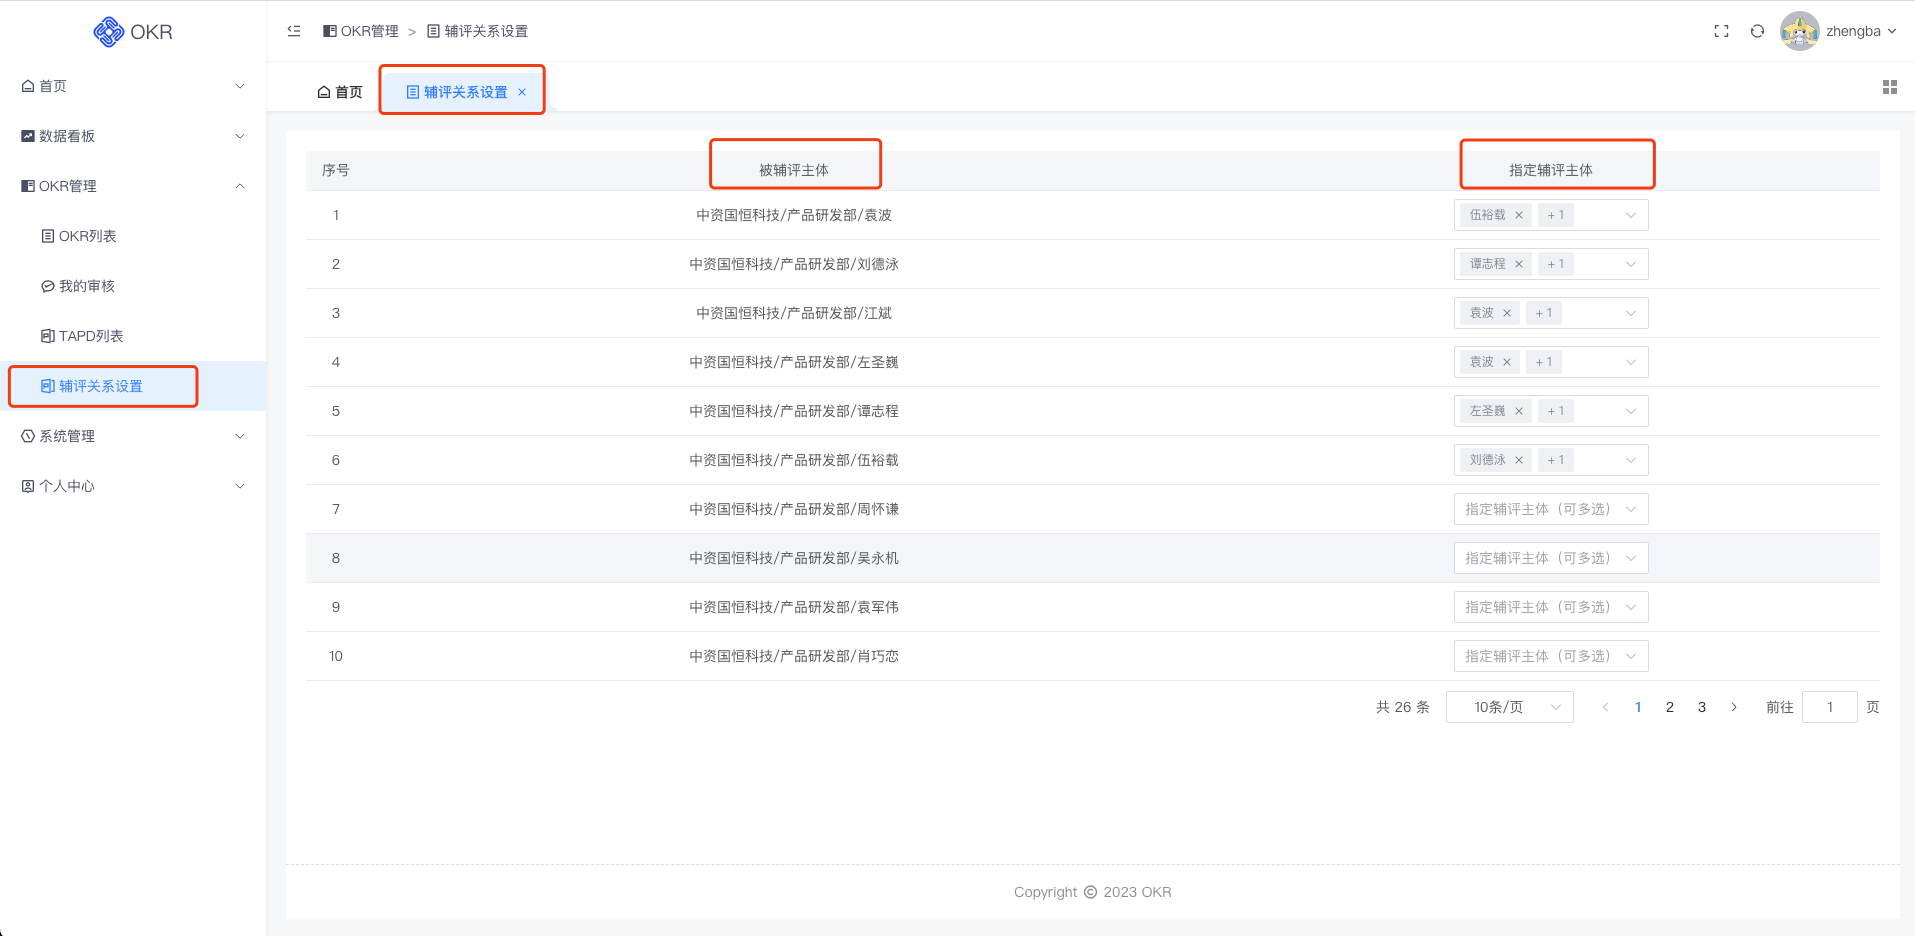 OKR
首页
数据看板
OKR管理
OKR列表
我的审核
TAPD列表
辅评关系设置
系统管理
个人中心
OKR管理 > 辅评关系设置
zhengba
首页 辅评关系设置 ×
序号 被辅评主体 指定辅评主体
1 中资国恒科技/产品研发部/袁波 伍裕载 × + 1
2 中资国恒科技/产品研发部/刘德泳 谭志程 × + 1
3 中资国恒科技/产品研发部/江斌 袁波 × + 1
4 中资国恒科技/产品研发部/左圣巍 袁波 × + 1
5 中资国恒科技/产品研发部/谭志程 左圣巍 × + 1
6 中资国恒科技/产品研发部/伍裕载 刘德泳 × + 1
7 中资国恒科技/产品研发部/周怀谦 指定辅评主体（可多选）
8 中资国恒科技/产品研发部/吴永机 指定辅评主体（可多选）
9 中资国恒科技/产品研发部/袁军伟 指定辅评主体（可多选）
10 中资国恒科技/产品研发部/肖巧恋 指定辅评主体（可多选）
共 26 条 10条/页 < 1 2 3 > 前往 1 页
Copyright © 2023 OKR